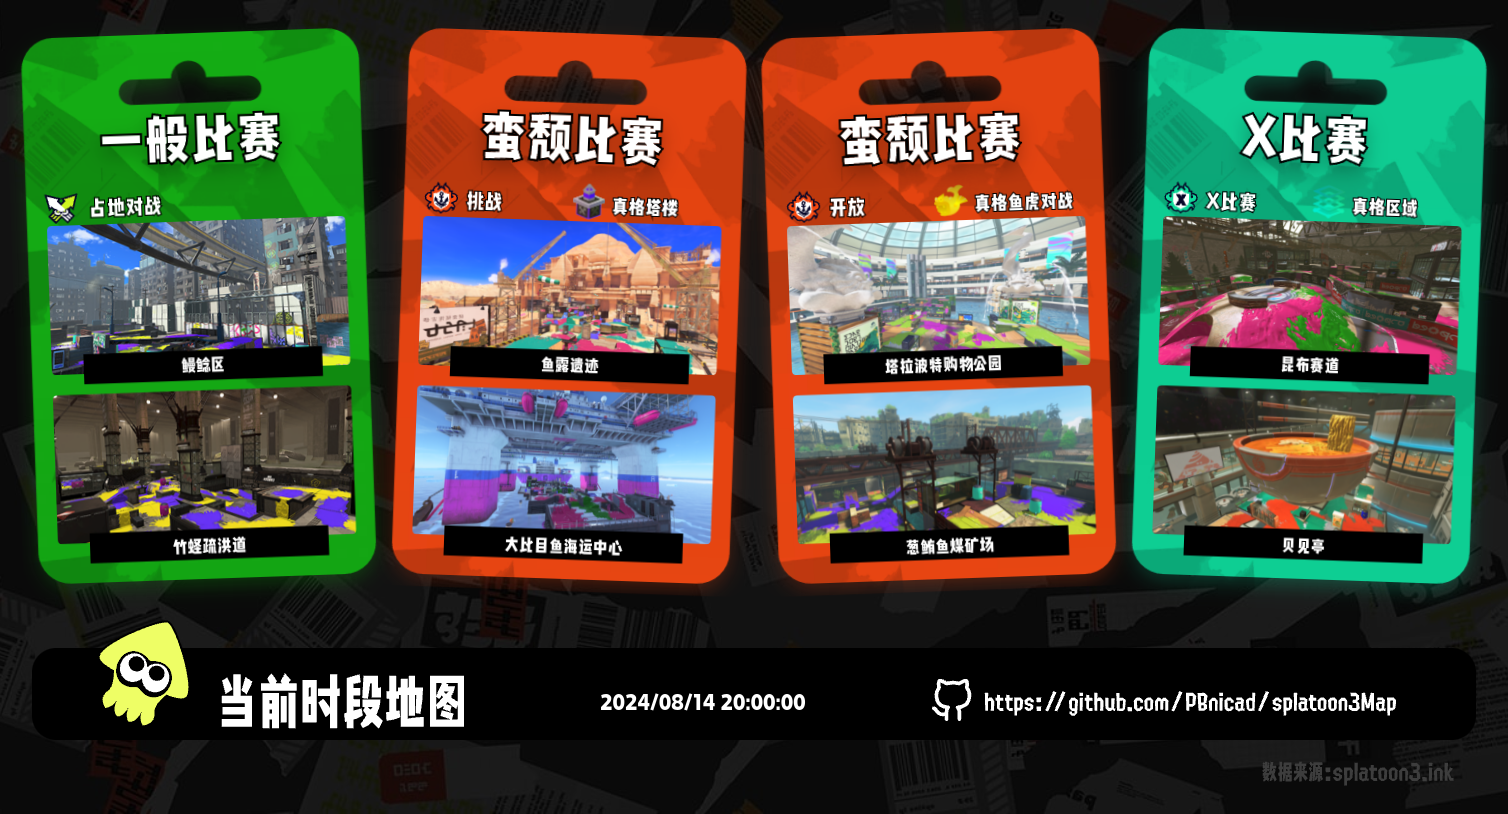 一般比赛
占地对战
鳗鲶区
竹蛏疏洪道
蛮颓比赛
挑战
真格塔楼
鱼露遗迹
大比目鱼海运中心
蛮颓比赛
开放
真格鱼虎对战
塔拉波特购物公园
葱鲔鱼煤矿场
X比赛
X比赛
真格区域
昆布赛道
贝见亭
当前时段地图
2024/08/14 20:00:00
https://github.com/PBnicad/splatoon3Map
数据来源:splatoon3.ink